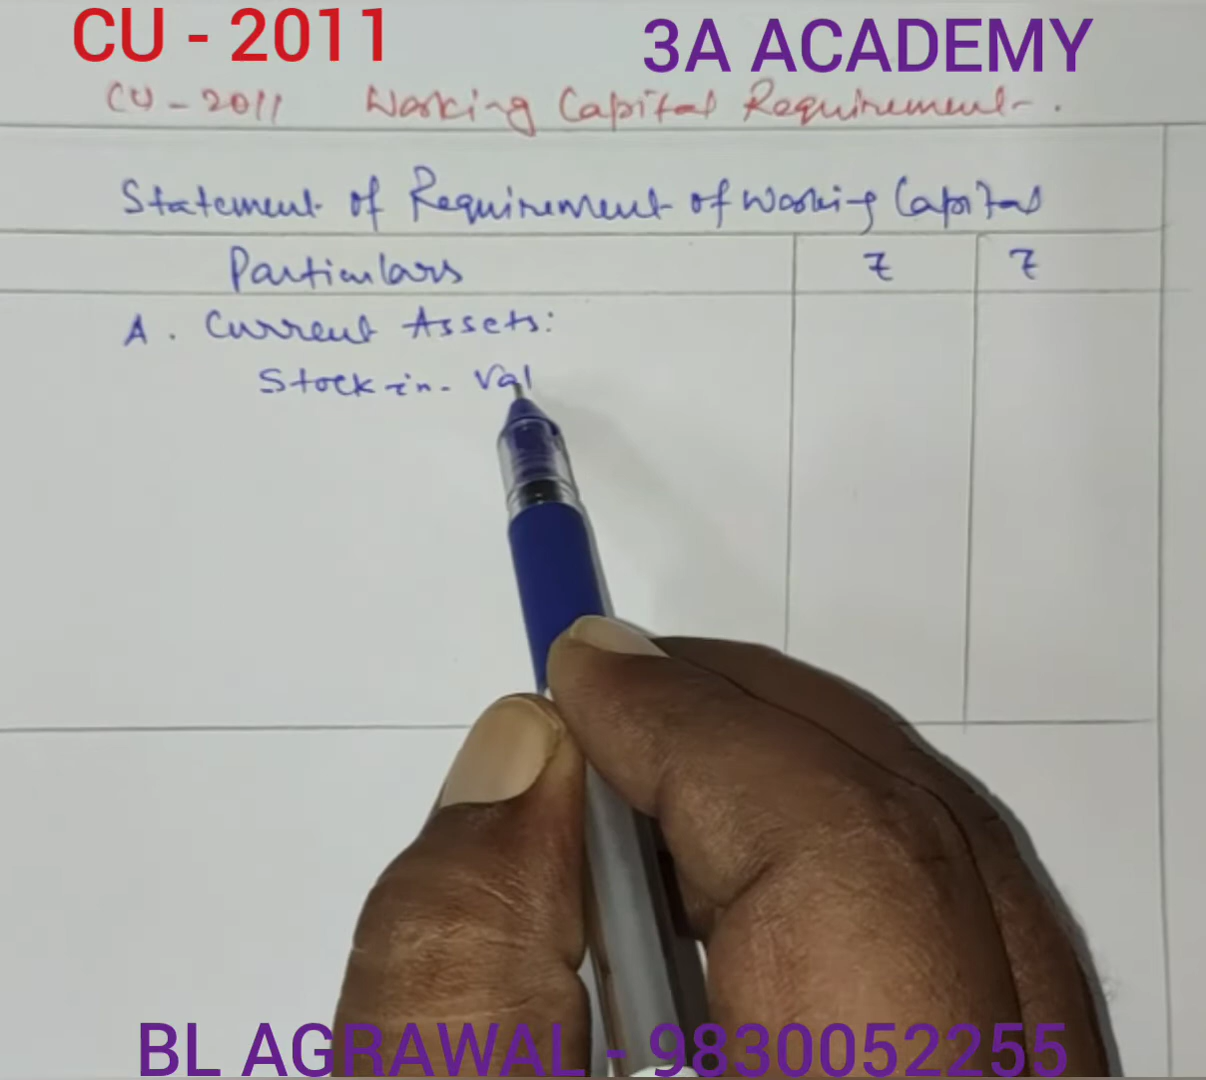 CU - 2011
3A ACADEMY
CU - 2011 Working Capital Requirement.
Statement of Requirement of Working Capital
Particulars ₹ ₹
A. Current Assets:
Stock-in- Val
BL AGRAWAL - 9830052255